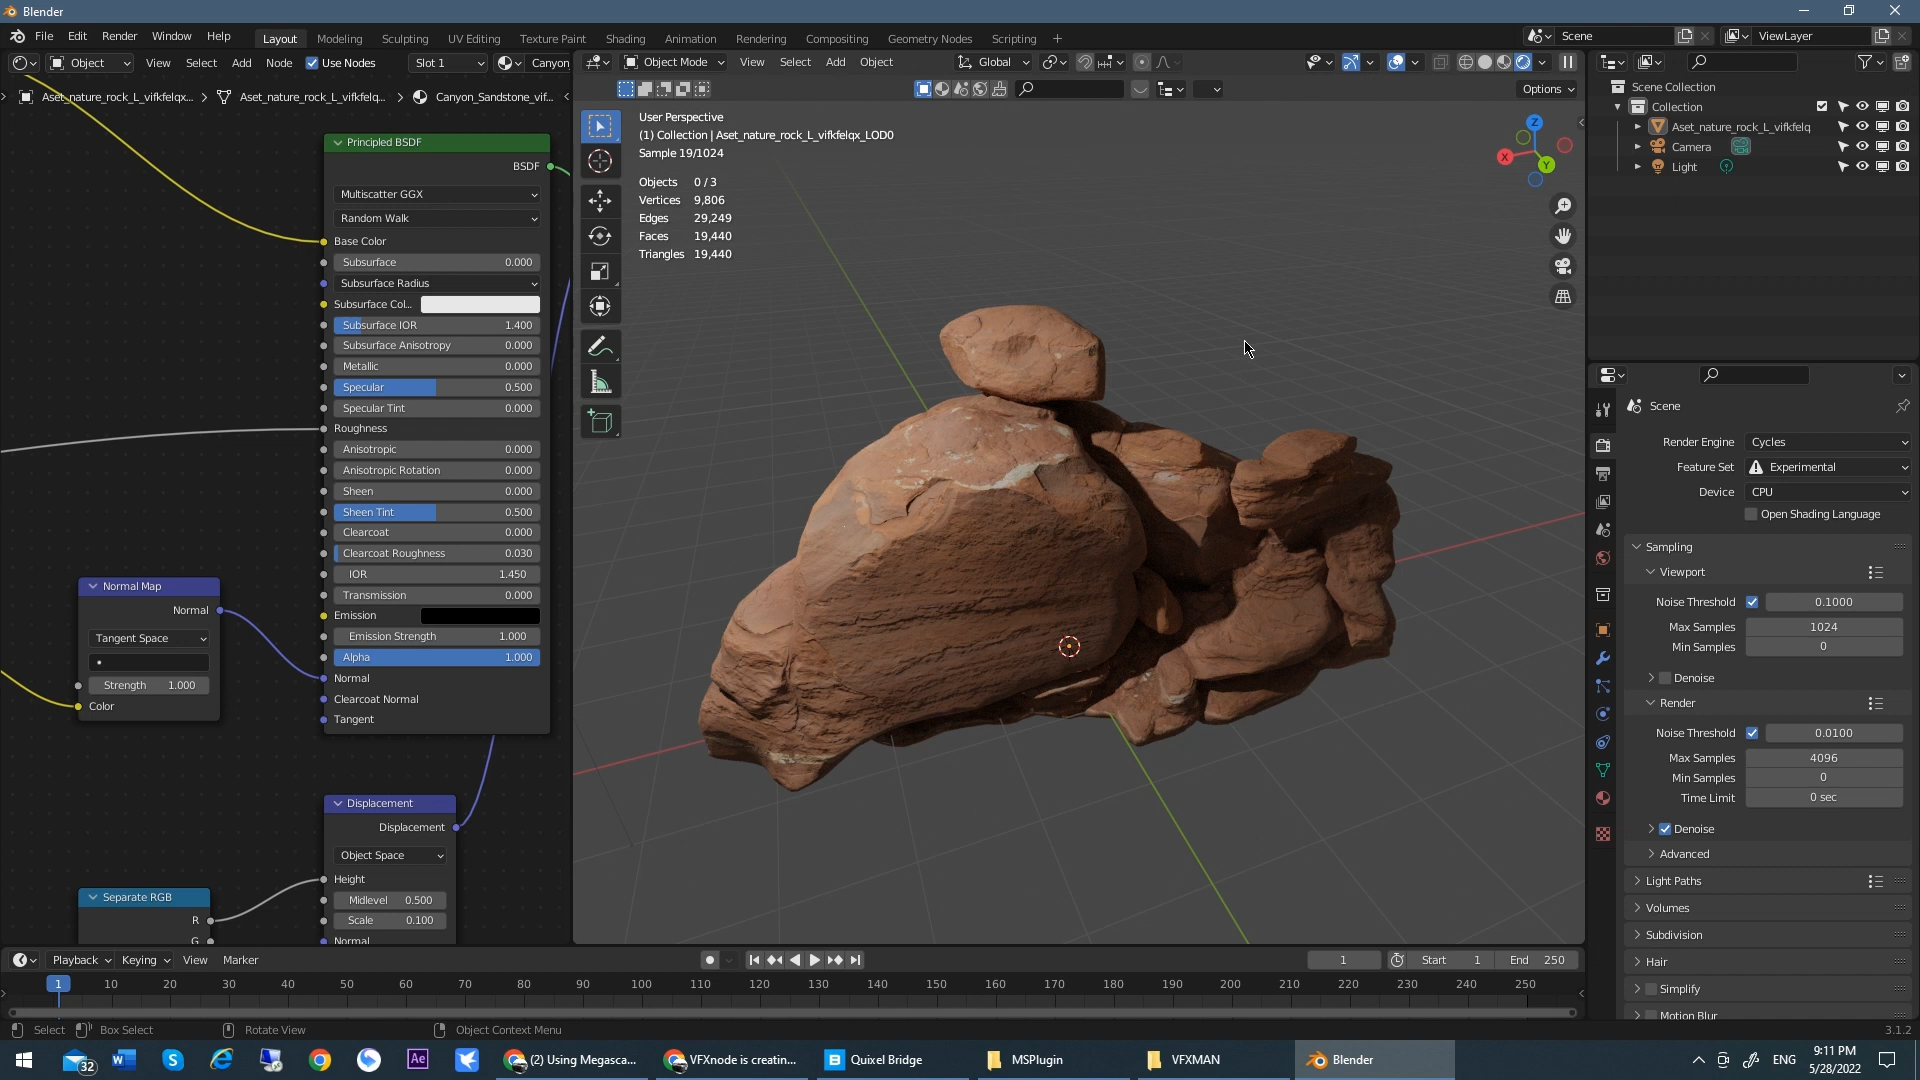 Blender
File Edit Render Window Help
Layout Modeling Sculpting UV Editing Texture Paint Shading Animation Rendering Compositing Geometry Nodes Scripting +
Scene
ViewLayer
Object View Select Add Node Use Nodes Slot 1 Canyon
Object Mode View Select Add Object Global
Aset_nature_rock_L_vifkfelqx... > Aset_nature_rock_L_vifkfelq... > Canyon_Sandstone_vif...
Options
Principled BSDF
BSDF
Multiscatter GGX
Random Walk
Base Color
Subsurface 0.000
Subsurface Radius
Subsurface Col...
Subsurface IOR 1.400
Subsurface Anisotropy 0.000
Metallic 0.000
Specular 0.500
Specular Tint 0.000
Roughness
Anisotropic 0.000
Anisotropic Rotation 0.000
Sheen 0.000
Sheen Tint 0.500
Clearcoat 0.000
Clearcoat Roughness 0.030
IOR 1.450
Transmission 0.000
Emission
Emission Strength 1.000
Alpha 1.000
Normal
Clearcoat Normal
Tangent
Normal Map
Normal
Tangent Space
Strength 1.000
Color
Displacement
Displacement
Object Space
Height
Midlevel 0.500
Scale 0.100
Normal
Separate RGB
R
G
User Perspective
(1) Collection | Aset_nature_rock_L_vifkfelqx_LOD0
Sample 19/1024
Objects 0 / 3
Vertices 9,806
Edges 29,249
Faces 19,440
Triangles 19,440
Z
X
Y
Scene Collection
Collection
Aset_nature_rock_L_vifkfelq
Camera
Light
Scene
Render Engine Cycles
Feature Set Experimental
Device CPU
Open Shading Language
Sampling
Viewport
Noise Threshold 0.1000
Max Samples 1024
Min Samples 0
Denoise
Render
Noise Threshold 0.0100
Max Samples 4096
Min Samples 0
Time Limit 0 sec
Denoise
Advanced
Light Paths
Volumes
Subdivision
Hair
Simplify
Motion Blur
Playback Keying View Marker
1 Start 1 End 250
1 10 20 30 40 50 60 70 80 90 100 110 120 130 140 150 160 170 180 190 200 210 220 230 240 250
Select Box Select Rotate View Object Context Menu
3.1.2
32 (2) Using Megasca... VFXnode is creatin... Quixel Bridge MSPlugin VFXMAN Blender
ENG
9:11 PM
5/28/2022